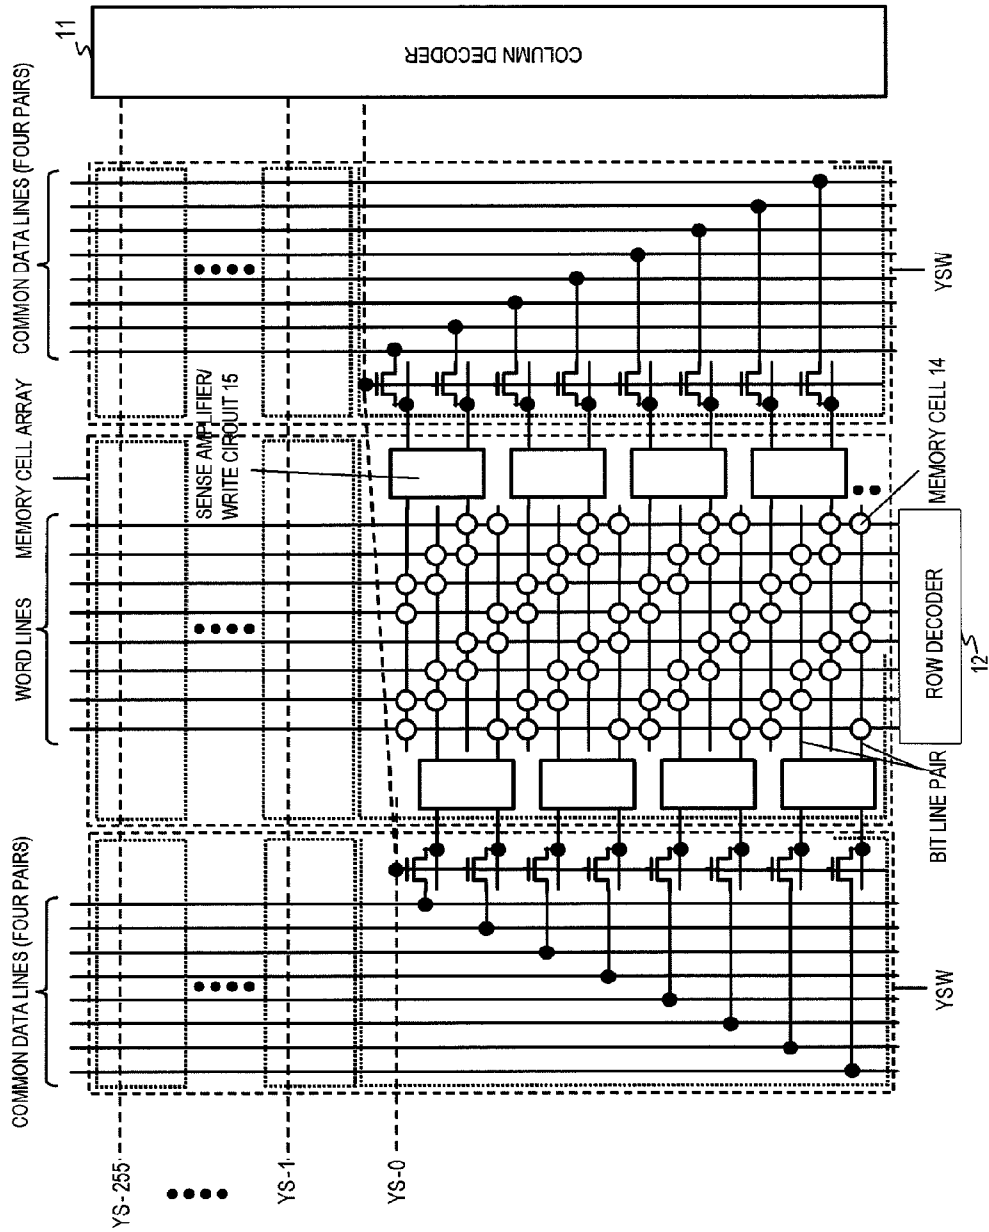 COMMON DATA LINES (FOUR PAIRS)
WORD LINES
MEMORY CELL ARRAY
COMMON DATA LINES (FOUR PAIRS)
11
COLUMN DECODER
YS-255
YS-1
YS-0
SENSE AMPLIFIER/
WRITE CIROUIT 15
YSW
BIT LINE PAIR
ROW DECODER
12
MEMORY CELL 14
YSW